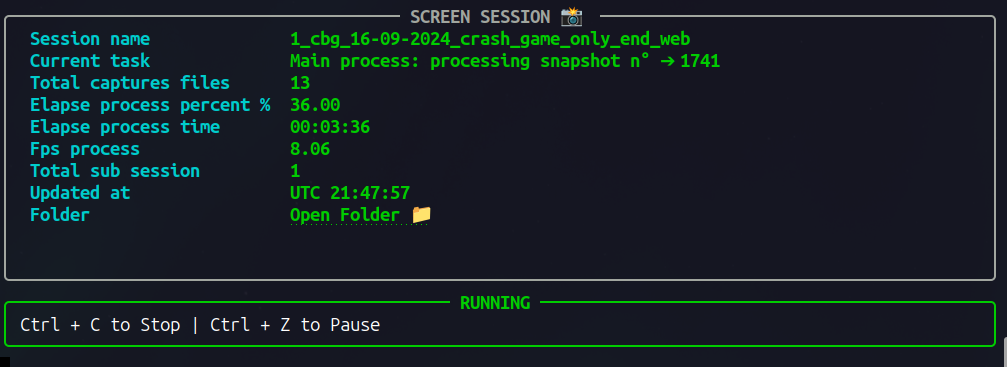 SCREEN SESSION 📸
Session name 1_cbg_16-09-2024_crash_game_only_end_web
Current task Main process: processing snapshot n° → 1741
Total captures files 13
Elapse process percent % 36.00
Elapse process time 00:03:36
Fps process 8.06
Total sub session 1
Updated at UTC 21:47:57
Folder Open Folder 📁
RUNNING
Ctrl + C to Stop | Ctrl + Z to Pause